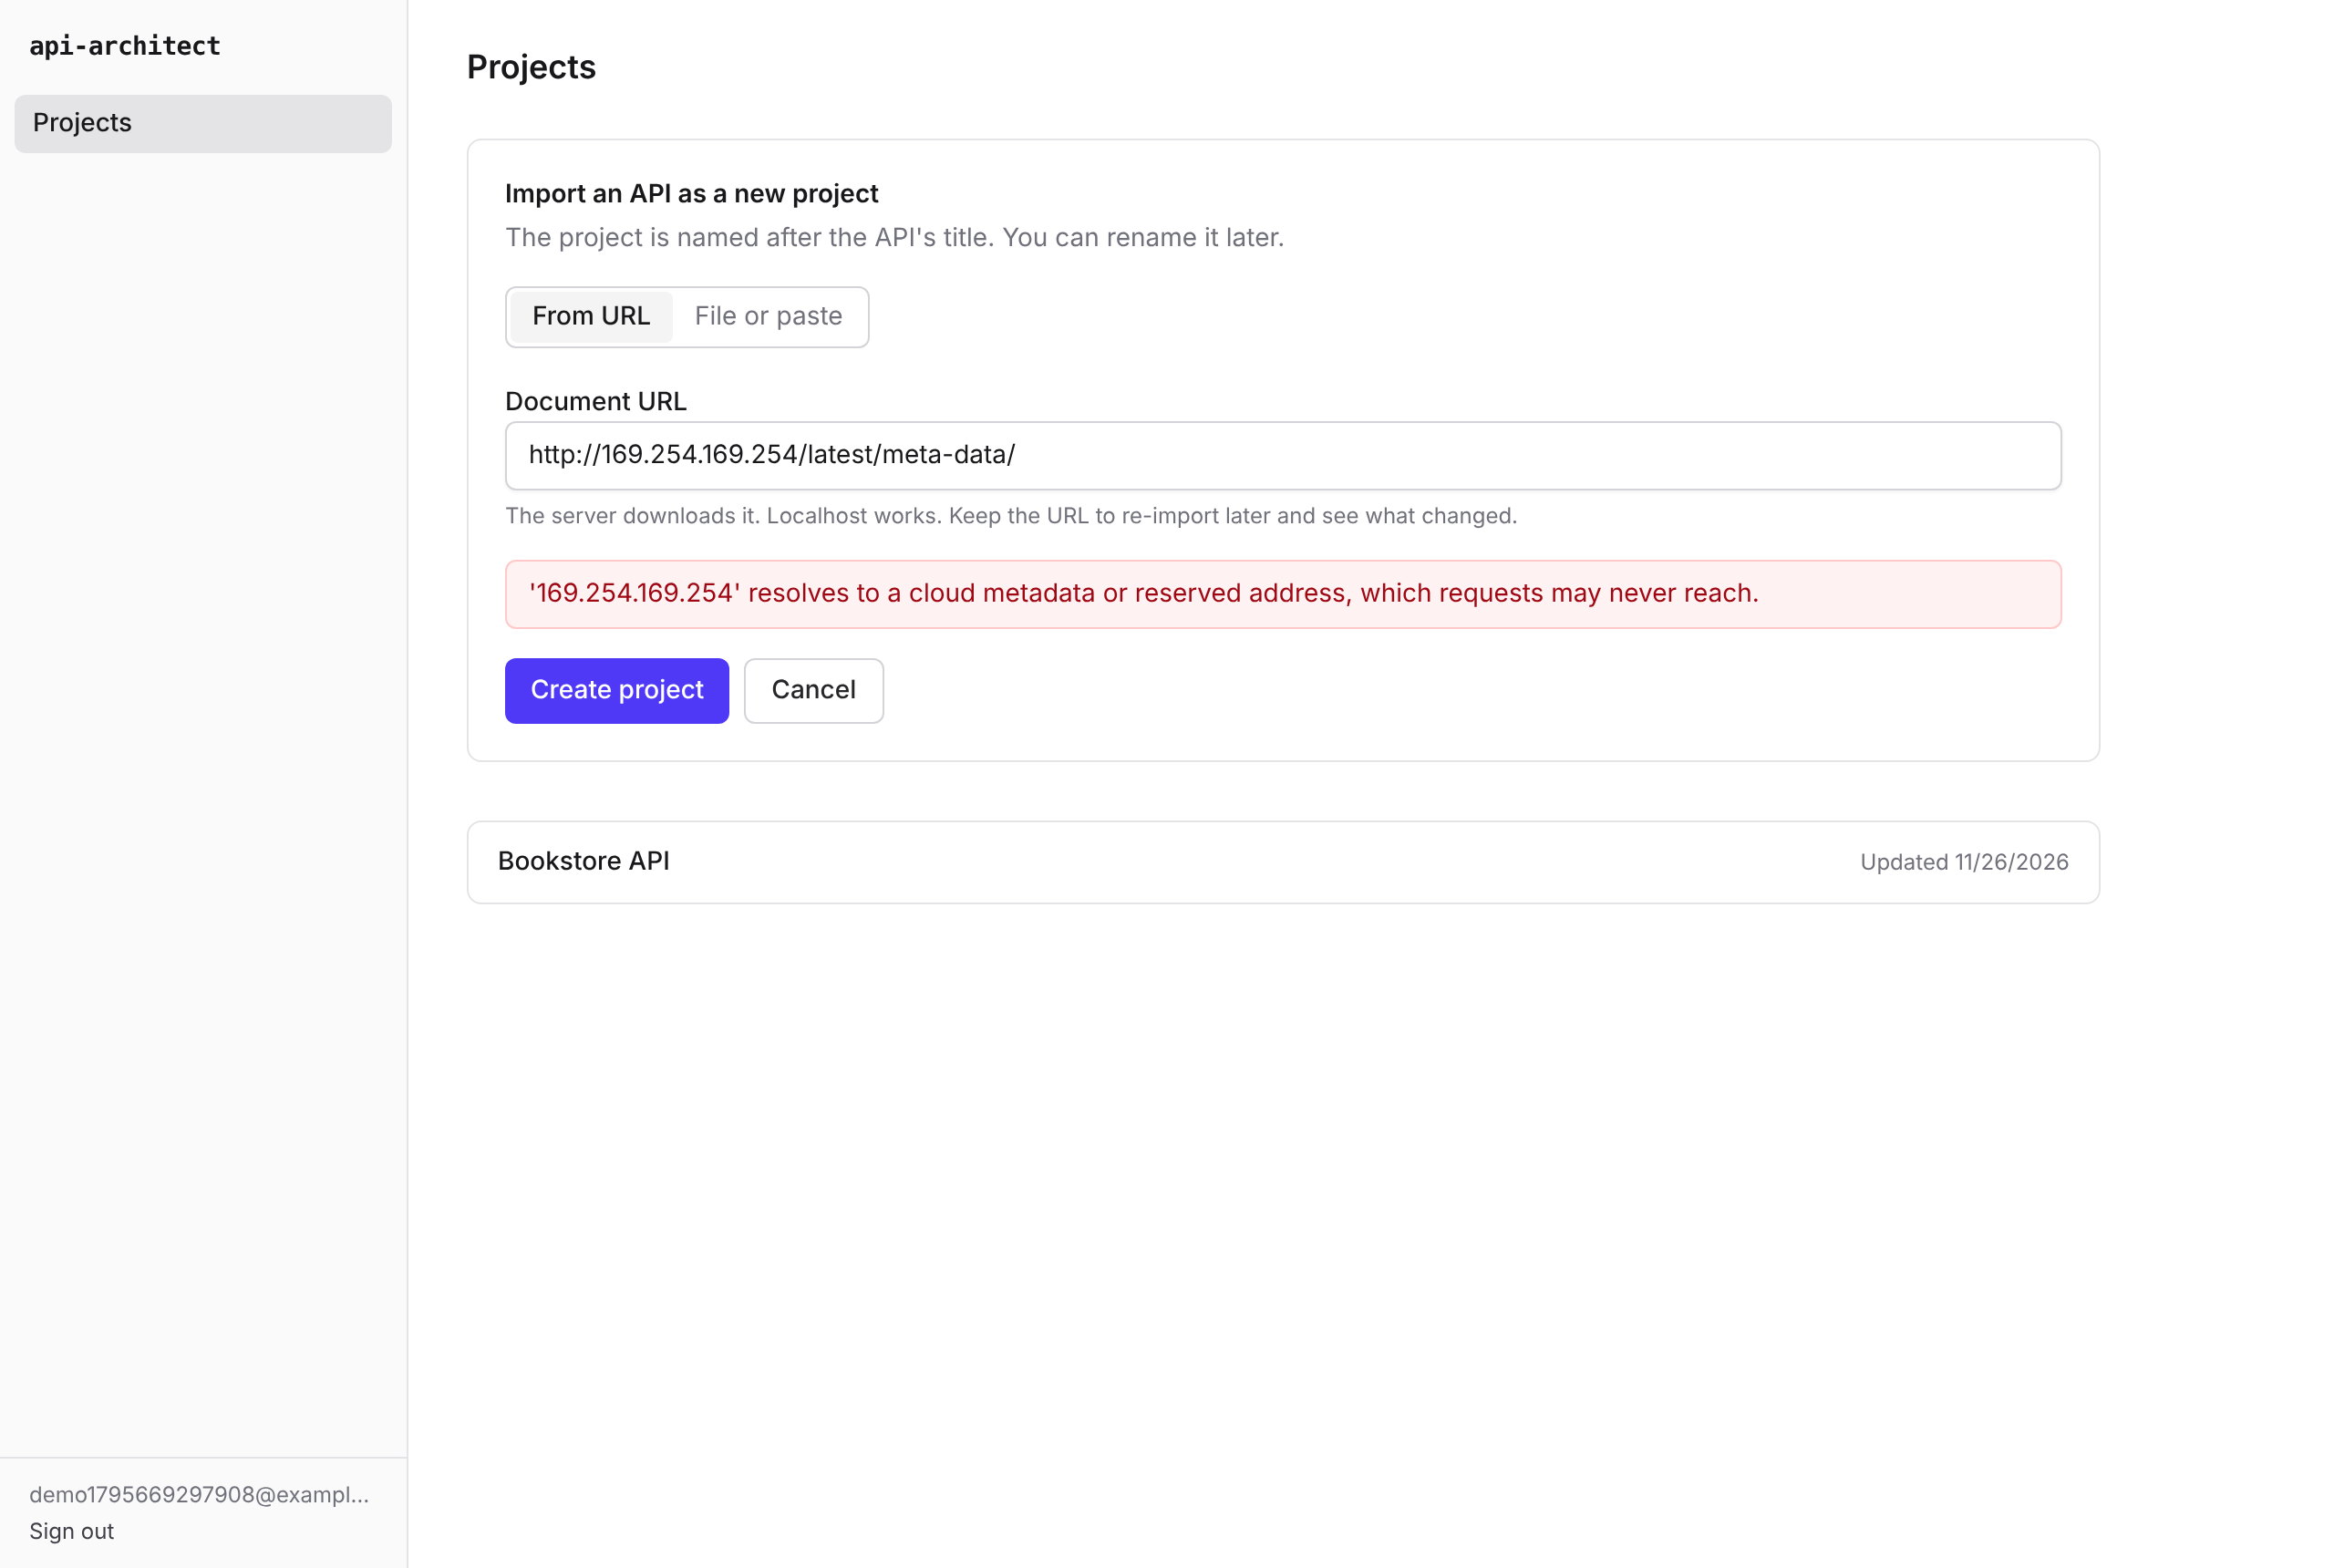 api-architect
Projects
Projects
Import an API as a new project
The project is named after the API's title. You can rename it later.
From URL
File or paste
Document URL
http://169.254.169.254/latest/meta-data/
The server downloads it. Localhost works. Keep the URL to re-import later and see what changed.
'169.254.169.254' resolves to a cloud metadata or reserved address, which requests may never reach.
Create project
Cancel
Bookstore API
Updated 11/26/2026
demo1795669297908@exampl...
Sign out